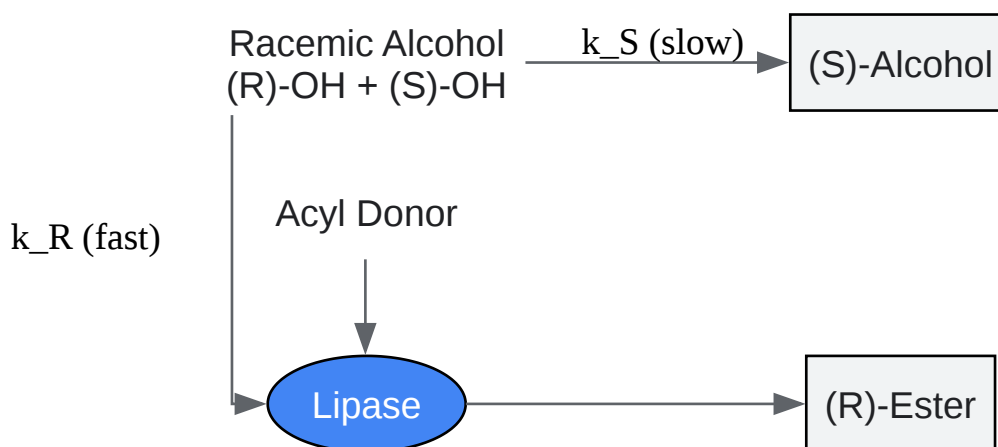 Racemic Alcohol
(R)-OH + (S)-OH
k_S (slow)
(S)-Alcohol
Acyl Donor
k_R (fast)
Lipase
(R)-Ester